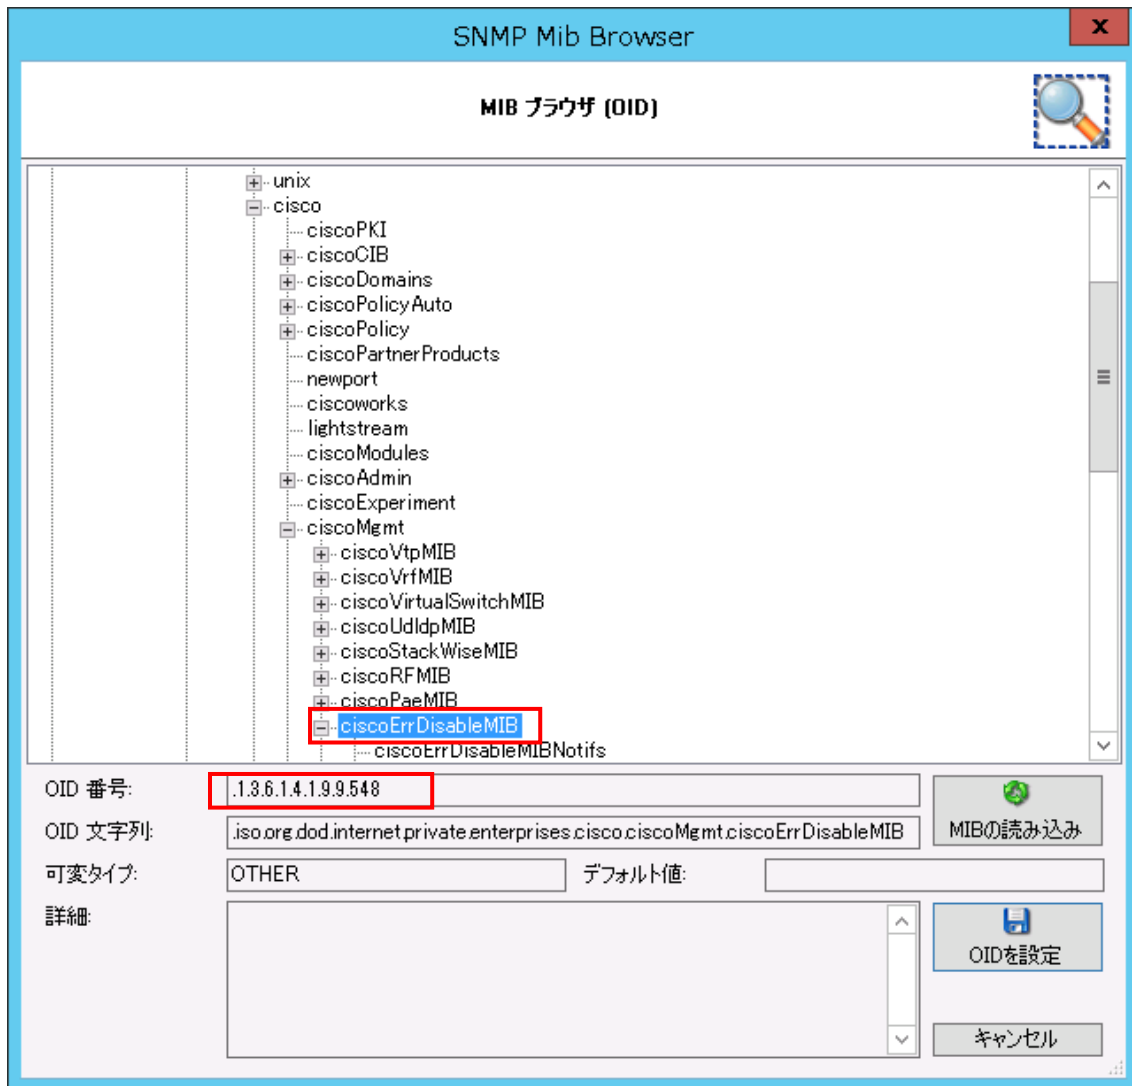 SNMP Mib Browser
x
MIB ブラウザ (OID)
unix
cisco
ciscoPKI
ciscoCIB
ciscoDomains
ciscoPolicyAuto
ciscoPolicy
ciscoPartnerProducts
newport
ciscoworks
lightstream
ciscoModules
ciscoAdmin
ciscoExperiment
ciscoMgmt
ciscoVtpMIB
ciscoVrfMIB
ciscoVirtualSwitchMIB
ciscoUdldpMIB
ciscoStackWiseMIB
ciscoRFMIB
ciscoPaeMIB
ciscoErrDisableMIB
ciscoErrDisableMIBNotifs
OID 番号: .1.3.6.1.4.1.9.9.548
OID 文字列: .iso.org.dod.internet.private.enterprises.cisco.ciscoMgmt.ciscoErrDisableMIB
MIBの読み込み
可変タイプ: OTHER デフォルト値:
詳細:
OIDを設定
キャンセル